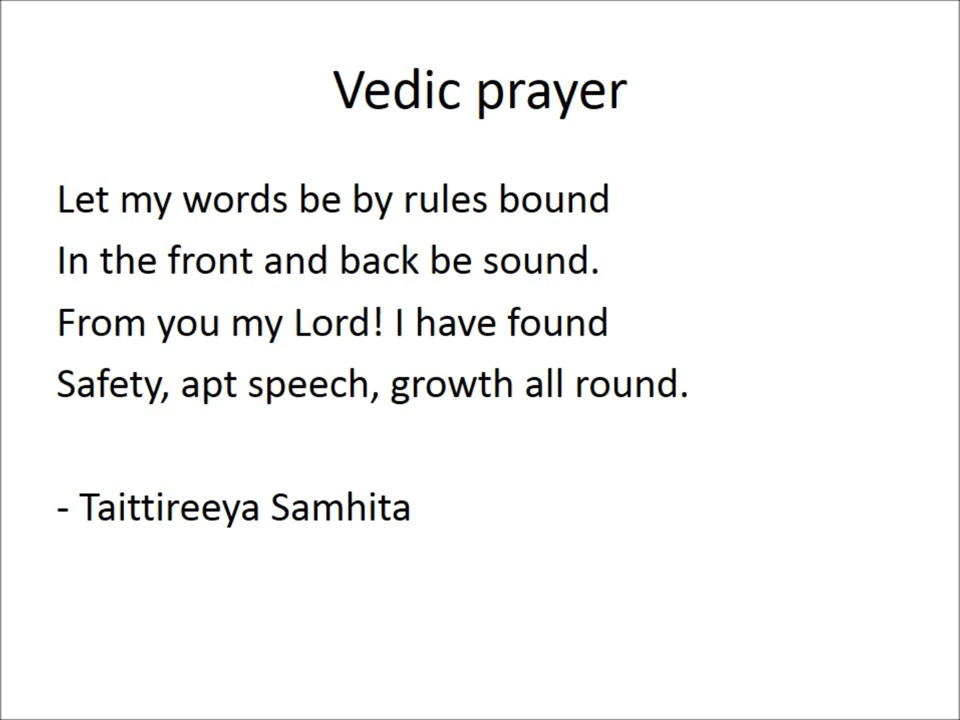 Vedic prayer
Let my words be by rules bound
In the front and back be sound.
From you my Lord! I have found
Safety, apt speech, growth all round.
- Taittireeya Samhita